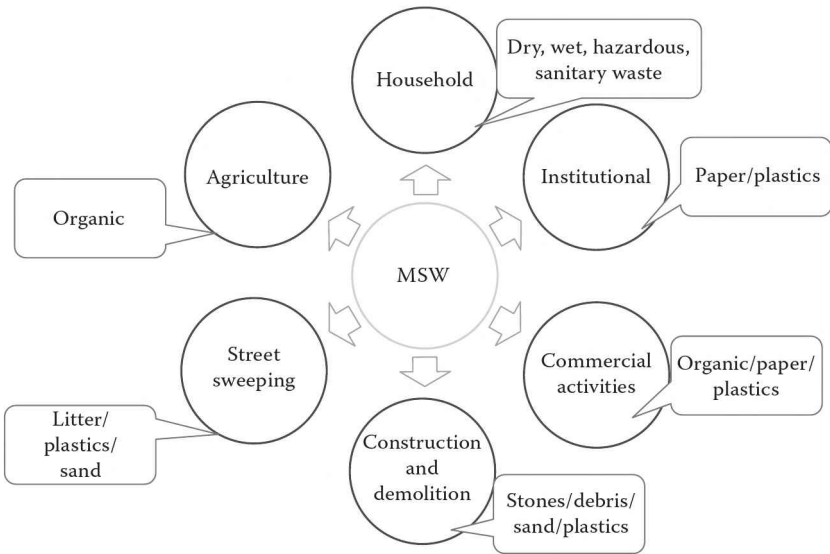 Household
Dry, wet, hazardous,
sanitary waste
Agriculture
Institutional
Paper/plastics
Organic
MSW
Street
sweeping
Commercial
activities
Organic/paper/
plastics
Litter/
plastics/
sand
Construction
and
demolition
Stones/debris/
sand/plastics